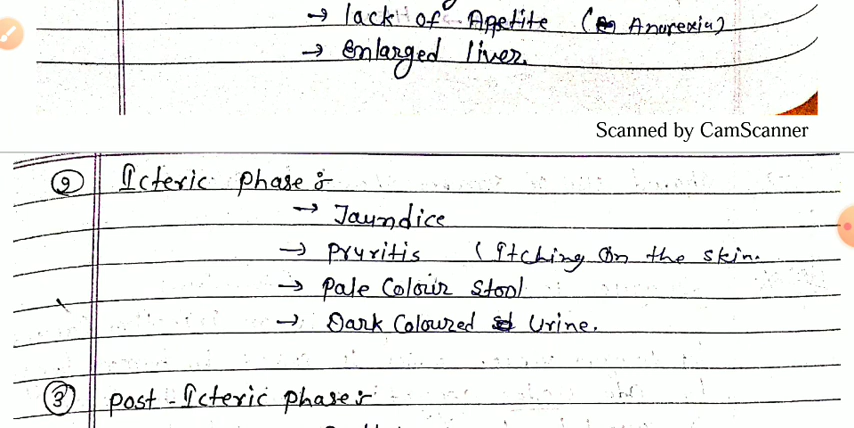 → lack of Appetite ( Anorexia)
→ enlarged liver.
Scanned by CamScanner
② Icteric phase :-
→ Jaundice
→ Pryritis ( Itching on the skin.
→ Pale Colour Stool
→ Dark Coloured Urine.
③ post - Icteric phase :-